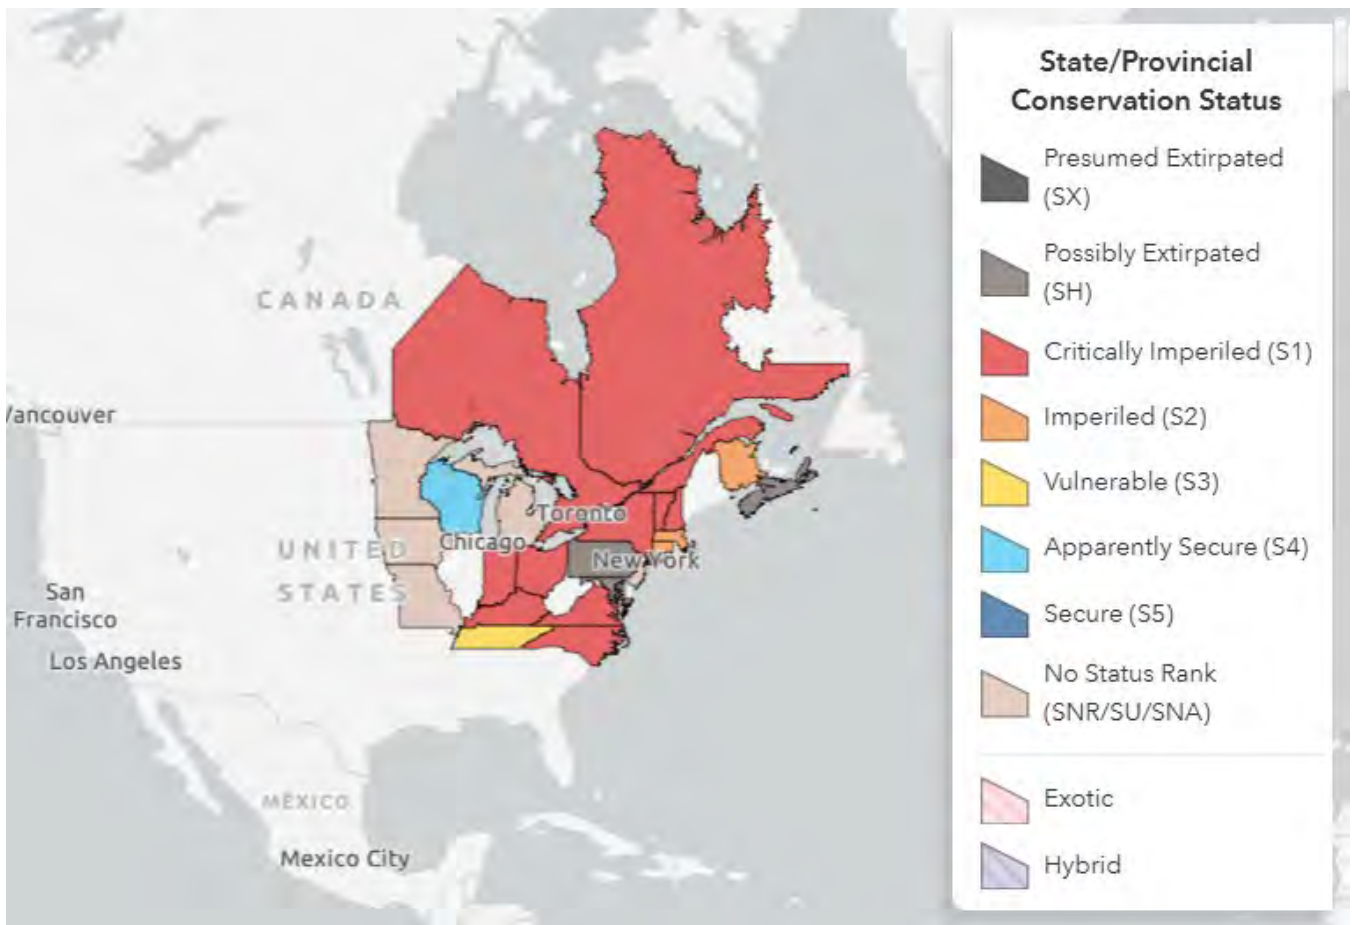 CANADA
Vancouver
Toronto
Chicago
UNITED
New York
STATES
San
Francisco
Los Angeles
MÉXICO
Mexico City
State/Provincial
Conservation Status
Presumed Extirpated
(SX)
Possibly Extirpated
(SH)
Critically Imperiled (S1)
Imperiled (S2)
Vulnerable (S3)
Apparently Secure (S4)
Secure (S5)
No Status Rank
(SNR/SU/SNA)
Exotic
Hybrid